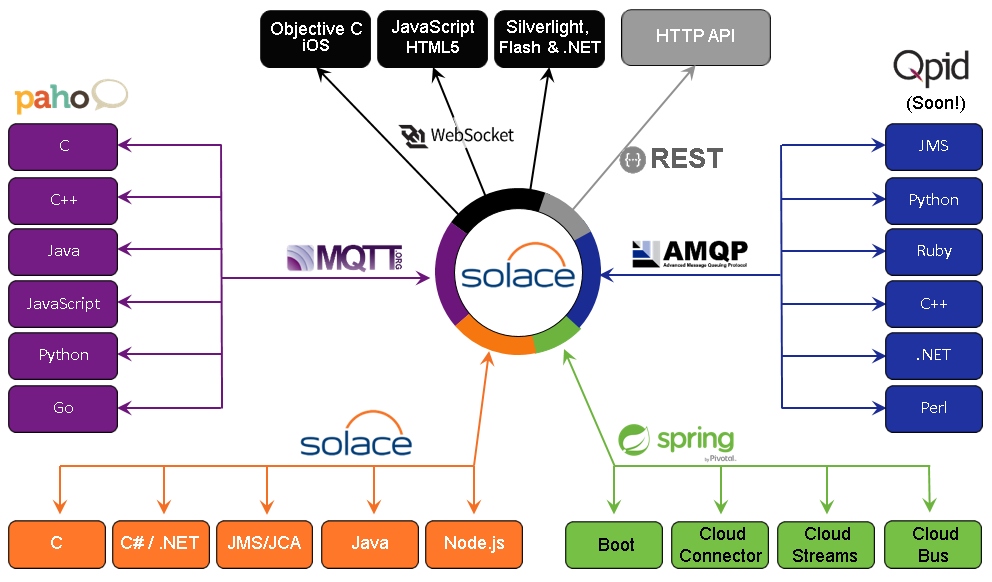 Objective C
iOS
JavaScript
HTML5
Silverlight,
Flash & .NET
HTTP API
paho
C
C++
Java
JavaScript
Python
Go
WebSocket
REST
Qpid
(Soon!)
JMS
Python
Ruby
C++
.NET
Perl
MQTT
.ORG
solace
AMQP
Advanced Message Queuing Protocol
solace
C
C# / .NET
JMS/JCA
Java
Node.js
spring
by Pivotal.
Boot
Cloud
Connector
Cloud
Streams
Cloud
Bus